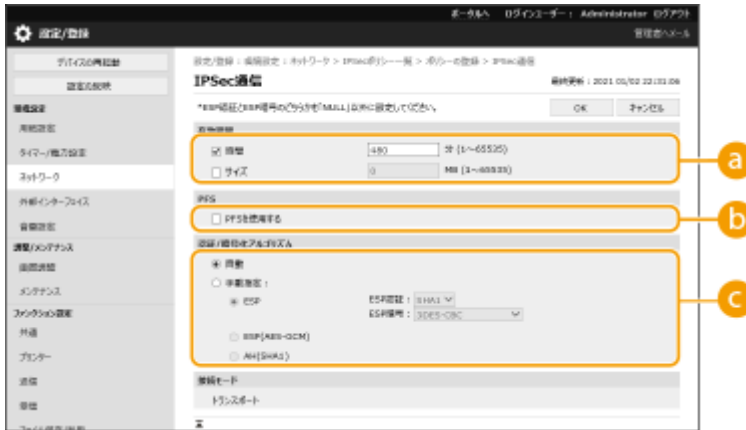 ポータルへ ログインユーザー： Administrator ログアウト
設定/登録
管理者へメール
デバイスの再起動
設定の反映
環境設定
用紙設定
タイマー/電力設定
ネットワーク
外部インターフェイス
音量設定
調整/メンテナンス
画質調整
メンテナンス
ファンクション設定
共通
プリンター
送信
受信
設定/登録 : 環境設定 : ネットワーク > IPSecポリシー一覧 > ポリシーの登録 > IPSec通信
IPSec通信
最終更新 : 2021 01/02 22:31:06
*ESP認証とESP暗号のどちらかを「NULL」以外に設定してください。
OK
キャンセル
有効期間
時間
480
分 (1～65535)
サイズ
0
MB (1～65535)
a
PFS
PFSを使用する
b
認証/暗号化アルゴリズム
自動
手動設定 :
ESP
ESP認証 : SHA1
ESP暗号 : 3DES-CBC
ESP(AES-GCM)
AH(SHA1)
c
接続モード
トランスポート